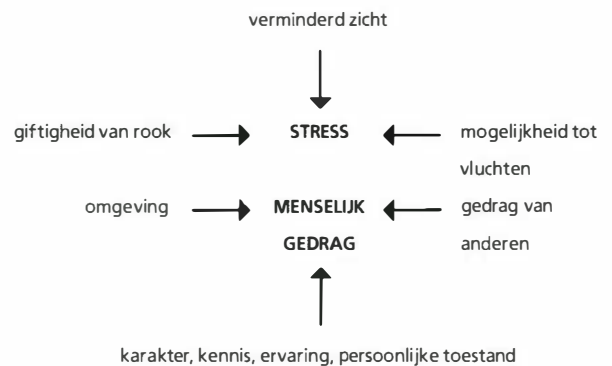 verminderd zicht
giftigheid van rook
STRESS
mogelijkheid tot
vluchten
omgeving
MENSELIJK
GEDRAG
gedrag van
anderen
karakter, kennis, ervaring, persoonlijke toestand